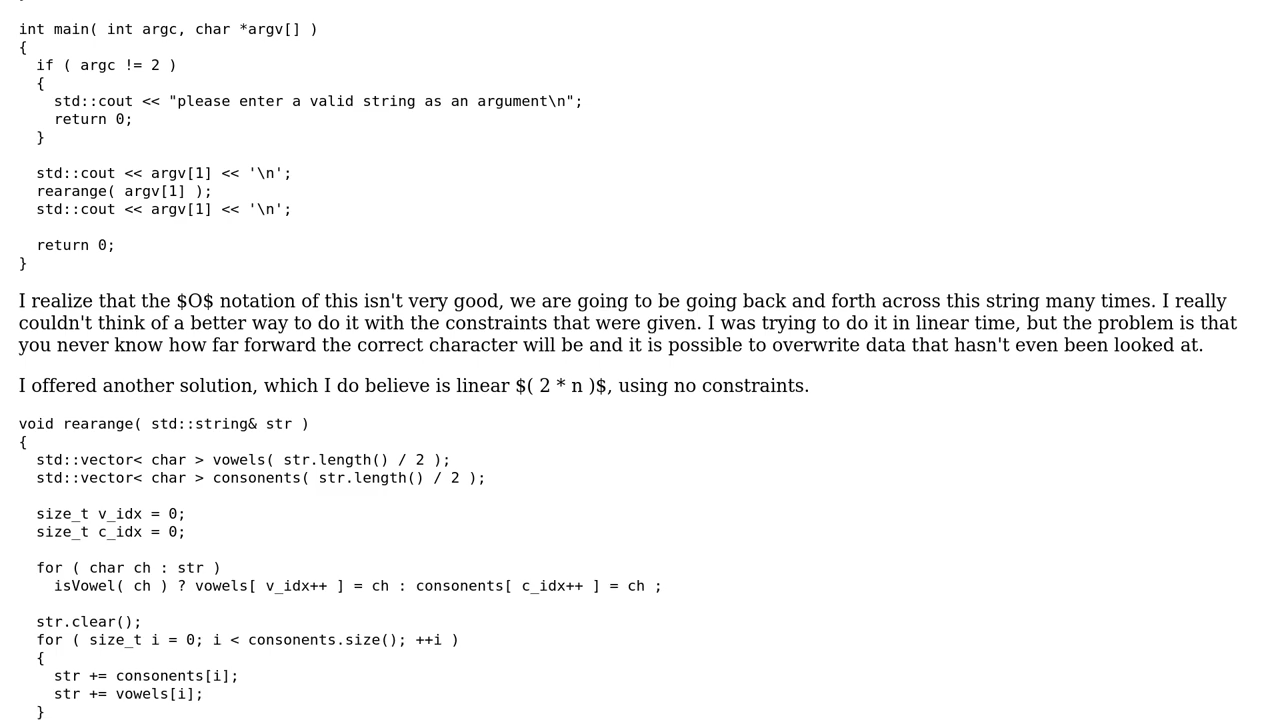 int main( int argc, char *argv[] )
{
  if ( argc != 2 )
  {
    std::cout << "please enter a valid string as an argument\n";
    return 0;
  }

  std::cout << argv[1] << '\n';
  rearange( argv[1] );
  std::cout << argv[1] << '\n';

  return 0;
}
I realize that the $O$ notation of this isn't very good, we are going to be going back and forth across this string many times. I really
couldn't think of a better way to do it with the constraints that were given. I was trying to do it in linear time, but the problem is that
you never know how far forward the correct character will be and it is possible to overwrite data that hasn't even been looked at.
I offered another solution, which I do believe is linear $( 2 * n )$, using no constraints.
void rearange( std::string& str )
{
  std::vector< char > vowels( str.length() / 2 );
  std::vector< char > consonents( str.length() / 2 );

  size_t v_idx = 0;
  size_t c_idx = 0;

  for ( char ch : str )
    isVowel( ch ) ? vowels[ v_idx++ ] = ch : consonents[ c_idx++ ] = ch ;

  str.clear();
  for ( size_t i = 0; i < consonents.size(); ++i )
  {
    str += consonents[i];
    str += vowels[i];
  }